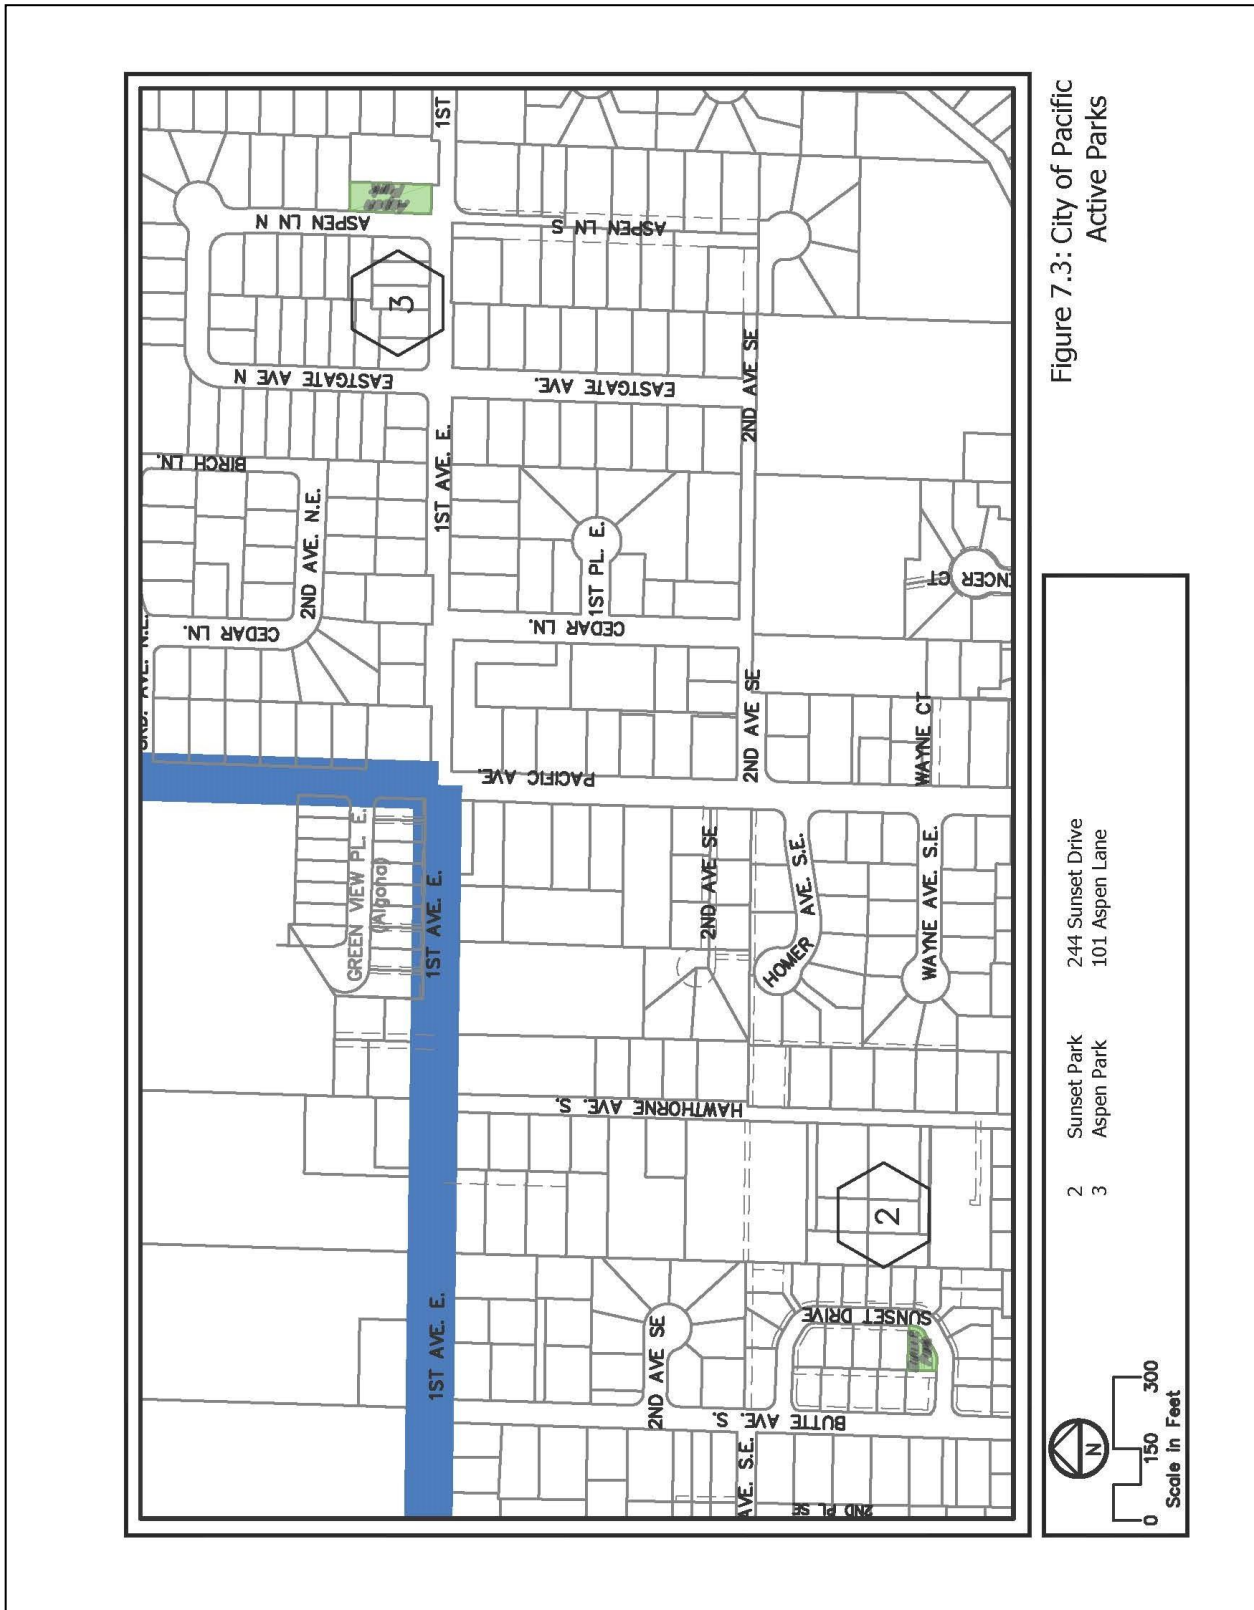 Figure 7.3: City of Pacific
Active Parks
1ST
ASPEN LN N
ASPEN LN S
3
EASTGATE AVE N
EASTGATE AVE.
2ND AVE SE
BIRCH LN.
2ND AVE. N.E.
1ST AVE. E.
1ST PL. E.
CEDAR LN.
CEDAR LN.
AVE. N.E.
2ND AVE SE
WAYNE CT
PACIFIC AVE
GREEN VIEW PL. E.
(Algona)
1ST AVE. E.
2ND AVE SE
HOMER
AVE. S.E.
WAYNE AVE. S.E.
HAWTHORNE AVE. S.
2
1ST AVE. E.
2ND AVE SE
SUNSET DRIVE
BUTTE AVE. S.
AVE. S.E.
2ND PL SE
2 Sunset Park 244 Sunset Drive
3 Aspen Park 101 Aspen Lane
N
0 150 300
Scale in Feet